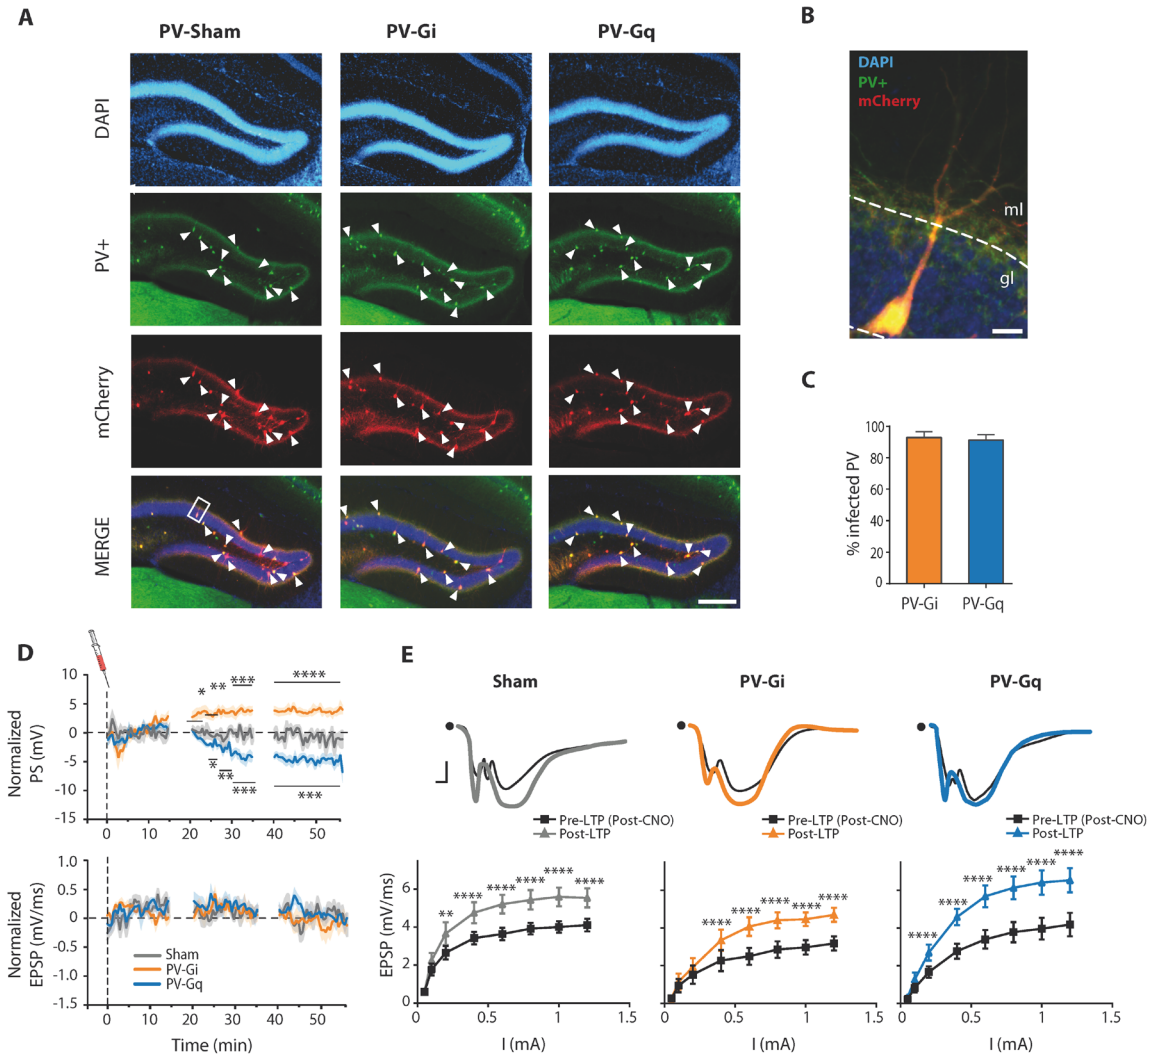 A
PV-Sham
PV-Gi
PV-Gq
DAPI
PV+
mCherry
MERGE
B
DAPI
PV+
mCherry
ml
gl
C
% infected PV
100
80
60
40
20
0
PV-Gi
PV-Gq
D
Normalized
PS (mV)
10
5
0
-5
-10
-15
* ** *** ****
* ** *** ***
0 10 20 30 40 50
Normalized
EPSP (mV/ms)
1.0
0.5
0
-0.5
-1.0
-1.5
Sham
PV-Gi
PV-Gq
0 10 20 30 40 50
Time (min)
E
Sham
PV-Gi
PV-Gq
Pre-LTP (Post-CNO)
Post-LTP
Pre-LTP (Post-CNO)
Post-LTP
Pre-LTP (Post-CNO)
Post-LTP
EPSP (mV/ms)
6
4
2
0
** **** **** **** **** ****
0 0.5 1 1.5
I (mA)
**** **** **** **** ****
0 0.5 1 1.5
I (mA)
**** **** **** **** **** ****
0 0.5 1 1.5
I (mA)